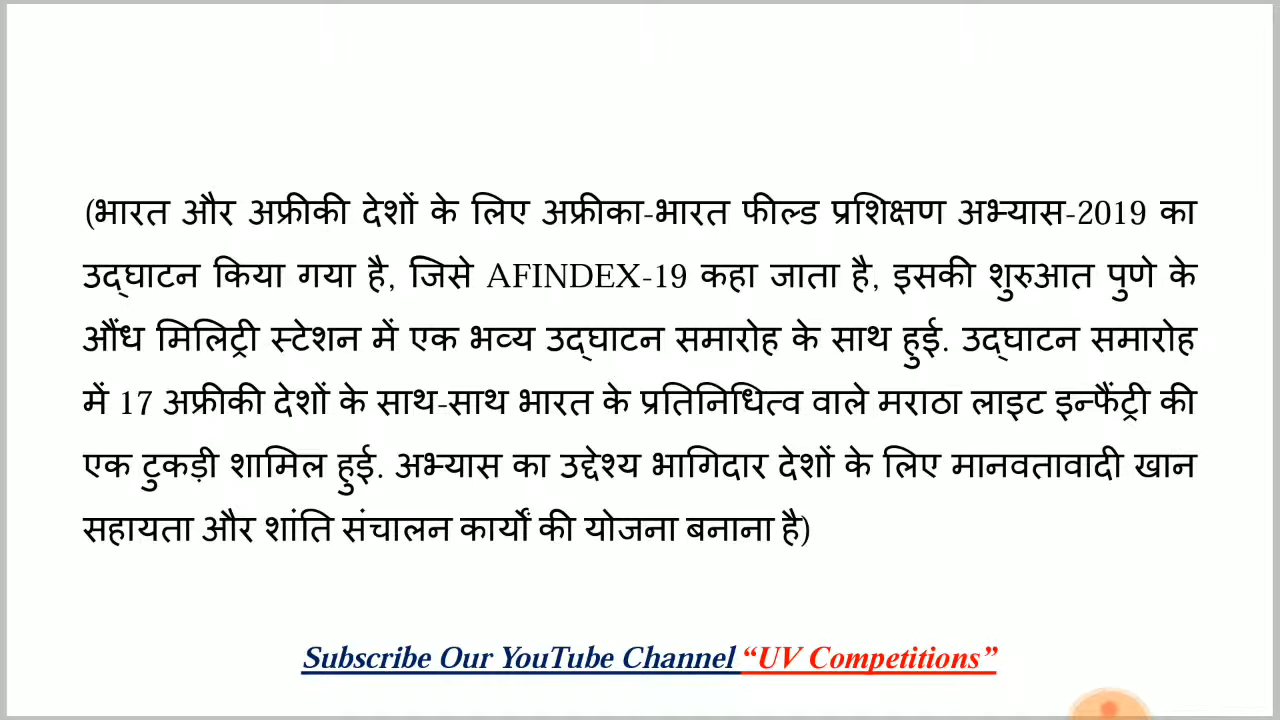 (भारत और अफ्रीकी देशों के लिए अफ्रीका-भारत फील्ड प्रशिक्षण अभ्यास-2019 का
उद्घाटन किया गया है, जिसे AFINDEX-19 कहा जाता है, इसकी शुरुआत पुणे के
औंध मिलिट्री स्टेशन में एक भव्य उद्घाटन समारोह के साथ हुई. उद्घाटन समारोह
में 17 अफ्रीकी देशों के साथ-साथ भारत के प्रतिनिधित्व वाले मराठा लाइट इन्फैंट्री की
एक टुकड़ी शामिल हुई. अभ्यास का उद्देश्य भागिदार देशों के लिए मानवतावादी खान
सहायता और शांति संचालन कार्यों की योजना बनाना है)
Subscribe Our YouTube Channel “UV Competitions”